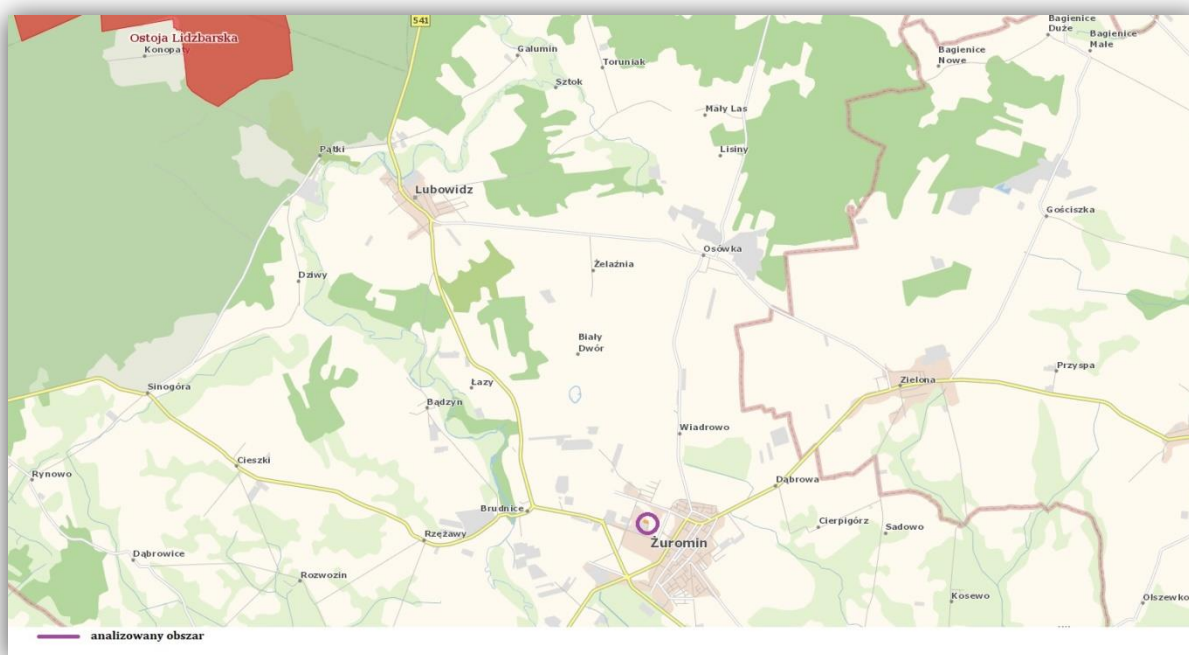 541
Bagienice
Duże
Bagienice
Małe
Ostoja Lidzbarska
Konopaty
Galumin
Toruniak
Bagienice
Nowe
Sztok
Mały Las
Pątki
Lisiny
Lubowidz
Gościszka
Osówka
Żelaźnia
Dziwy
Biały
Dwór
Przyspa
Sinogóra
Łazy
Zielona
Bądzyn
Wiadrowo
Cieszki
Rynowo
Dąbrowa
Brudnice
Cierpigórz
Sadowo
Rzężawy
Żuromin
Dąbrowice
Rozwozin
Kosewo
Olszewko
analizowany obszar